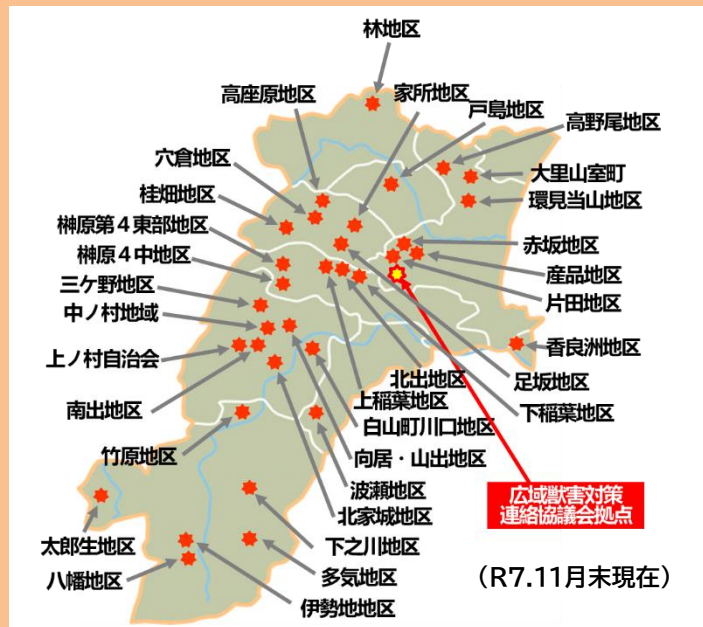 林地区
高座原地区
家所地区
戸島地区
高野尾地区
穴倉地区
大里山室町
桂畑地区
環見当山地区
榊原第４東部地区
赤坂地区
榊原４中地区
産品地区
三ケ野地区
片田地区
中ノ村地域
香良洲地区
上ノ村自治会
北出地区
足坂地区
上稲葉地区
下稲葉地区
南出地区
白山町川口地区
竹原地区
向居・山出地区
波瀬地区
広域獣害対策
連絡協議会拠点
北家城地区
太郎生地区
下之川地区
八幡地区
多気地区
（R7.11月末現在）
伊勢地地区